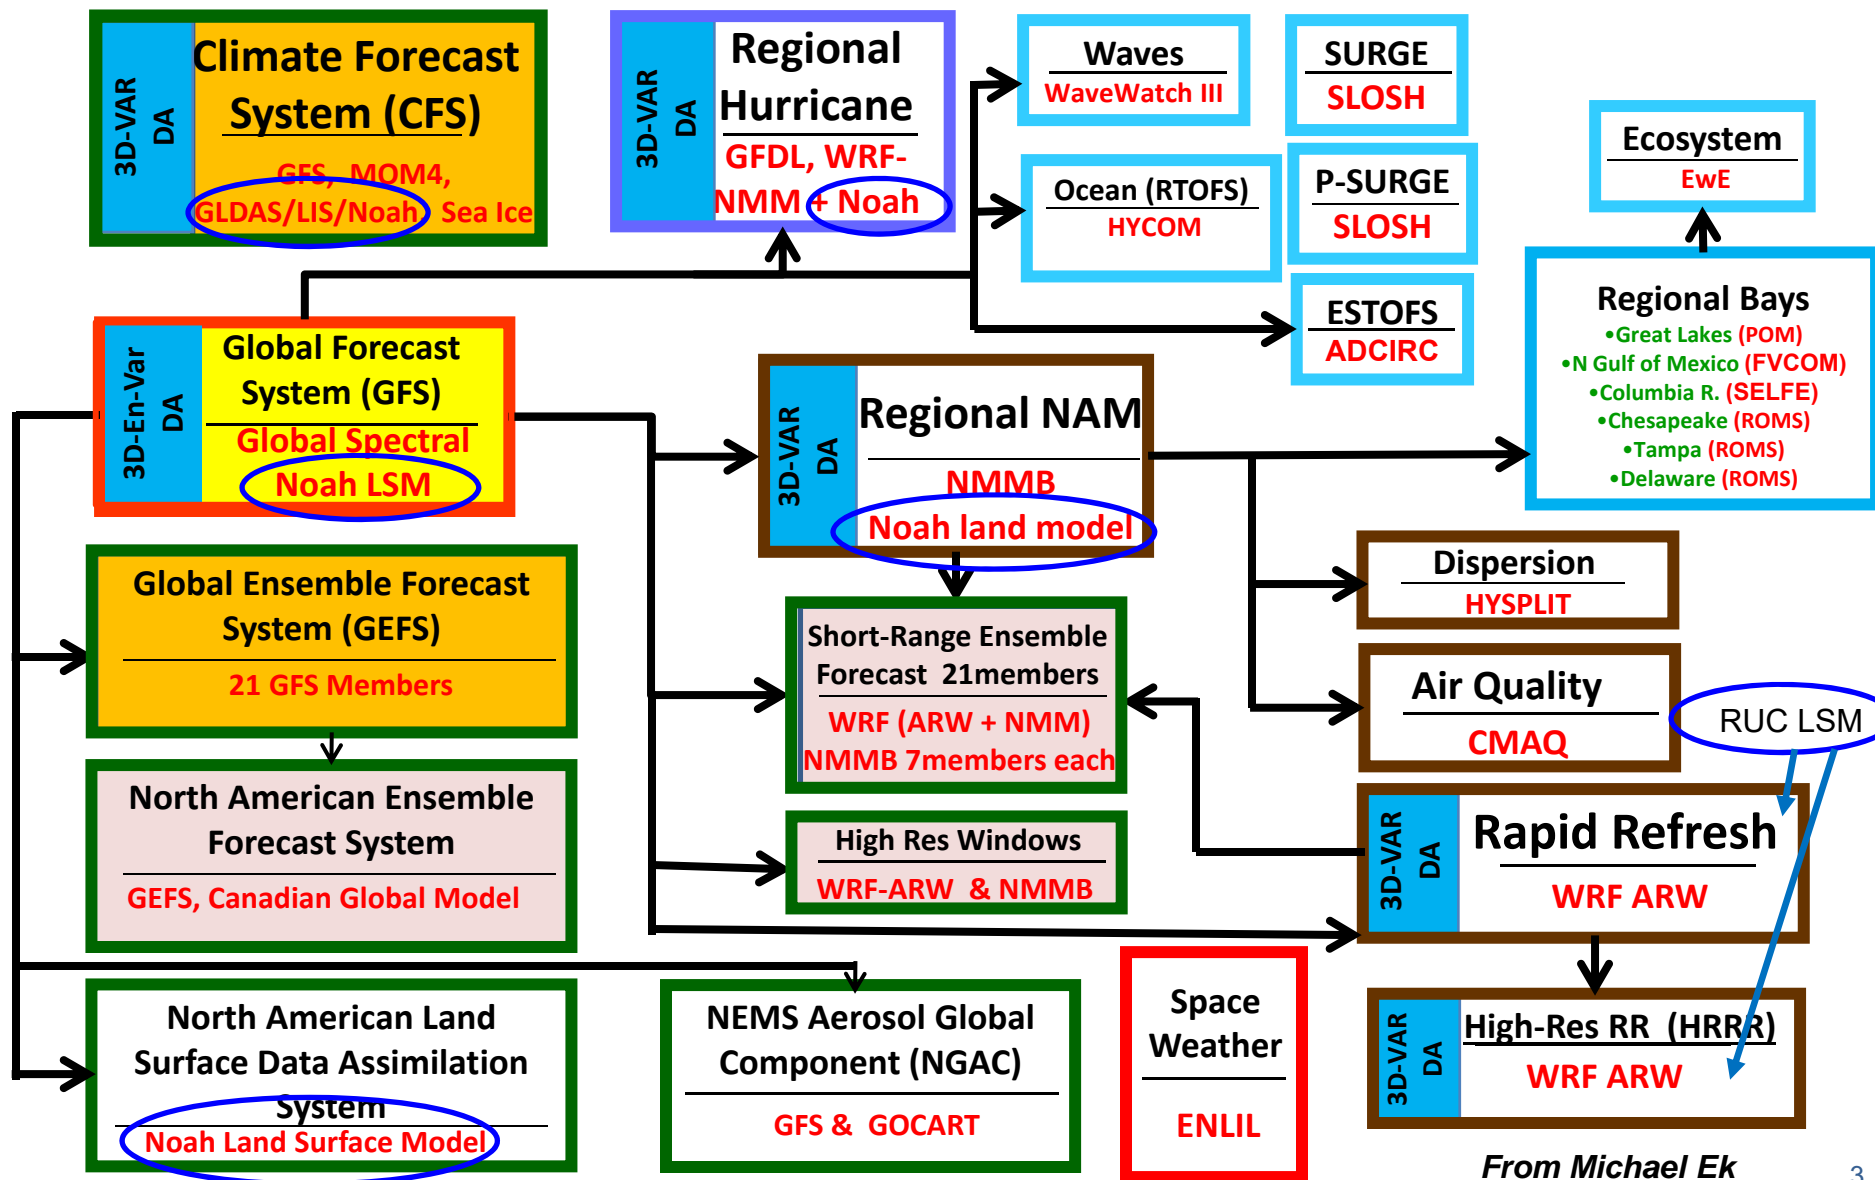 3D-VAR
DA
Climate Forecast
System (CFS)
GFS, MOM4,
GLDAS/LIS/Noah, Sea Ice
3D-VAR
DA
Regional
Hurricane
GFDL, WRF-
NMM + Noah
Waves
WaveWatch III
SURGE
SLOSH
Ocean (RTOFS)
HYCOM
P-SURGE
SLOSH
Ecosystem
EwE
ESTOFS
ADCIRC
Regional Bays
•Great Lakes (POM)
•N Gulf of Mexico (FVCOM)
•Columbia R. (SELFE)
•Chesapeake (ROMS)
•Tampa (ROMS)
•Delaware (ROMS)
3D-En-Var
DA
Global Forecast
System (GFS)
Global Spectral
Noah LSM
3D-VAR
DA
Regional NAM
NMMB
Noah land model
Global Ensemble Forecast
System (GEFS)
21 GFS Members
Short-Range Ensemble
Forecast 21members
WRF (ARW + NMM)
NMMB 7members each
Dispersion
HYSPLIT
Air Quality
CMAQ
RUC LSM
North American Ensemble
Forecast System
GEFS, Canadian Global Model
High Res Windows
WRF-ARW & NMMB
3D-VAR
DA
Rapid Refresh
WRF ARW
North American Land
Surface Data Assimilation
System
Noah Land Surface Model
NEMS Aerosol Global
Component (NGAC)
GFS & GOCART
Space
Weather
ENLIL
3D-VAR
DA
High-Res RR (HRRR)
WRF ARW
From Michael Ek
3